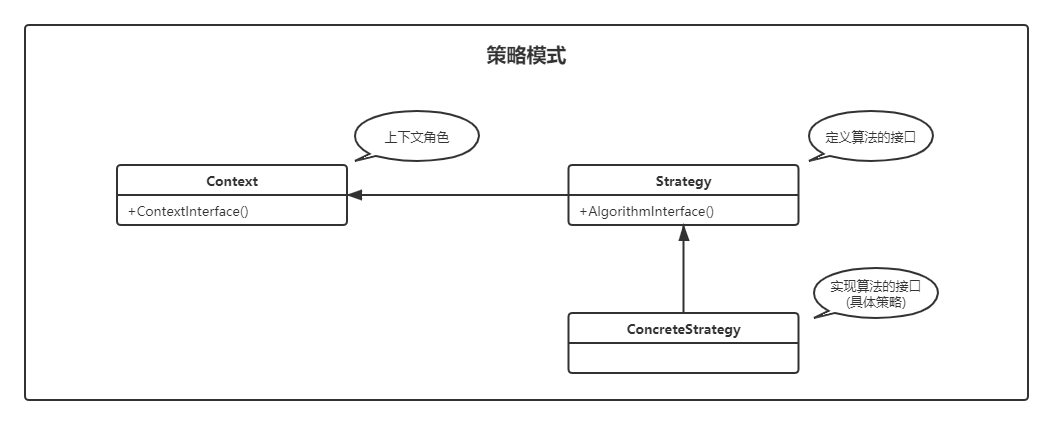 策略模式
上下文角色
定义算法的接口
Context
+ContextInterface()
Strategy
+AlgorithmInterface()
实现算法的接口
(具体策略)
ConcreteStrategy